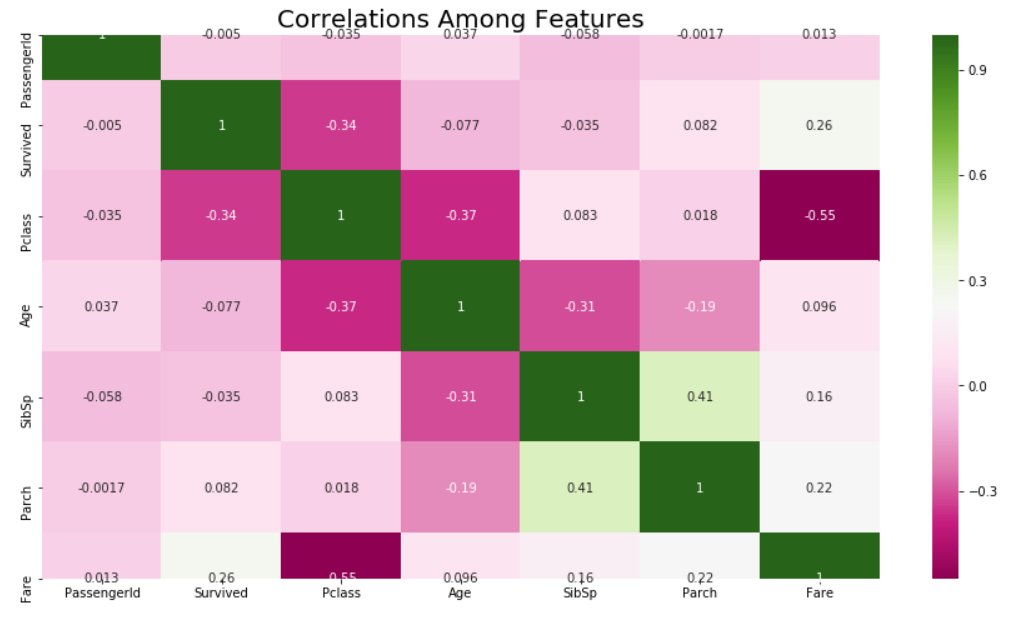 Correlations Among Features
PassengerId 1 -0.005 -0.035 0.037 -0.058 -0.0017 0.013
Survived -0.005 1 -0.34 -0.077 -0.035 0.082 0.26
Pclass -0.035 -0.34 1 -0.37 0.083 0.018 -0.55
Age 0.037 -0.077 -0.37 1 -0.31 -0.19 0.096
SibSp -0.058 -0.035 0.083 -0.31 1 0.41 0.16
Parch -0.0017 0.082 0.018 -0.19 0.41 1 0.22
Fare 0.013 0.26 -0.55 0.096 0.16 0.22 1
PassengerId Survived Pclass Age SibSp Parch Fare
0.9
0.6
0.3
0.0
−0.3